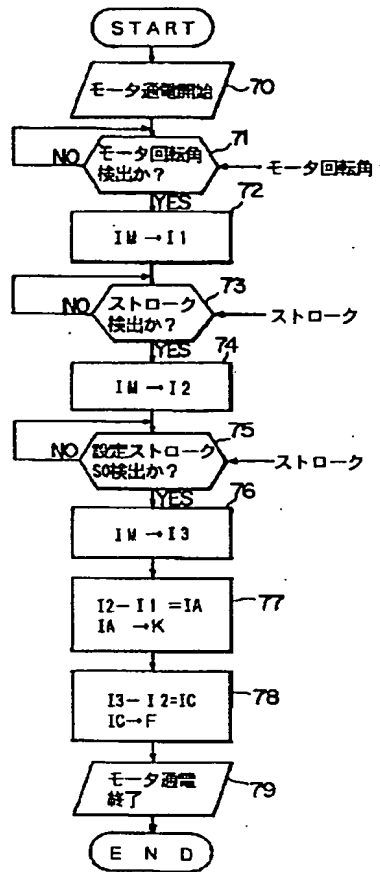 START
モータ通電開始
70
71
NO
モータ回転角
検出か?
モータ回転角
72
YES
IM→I1
73
NO
ストローク
検出か?
ストローク
74
YES
IM→I2
75
NO
設定ストローク
S0検出か?
ストローク
76
YES
IM→I3
I2-I1=IA
IA→K
77
I3-I2=IC
IC→F
78
モータ通電
終了
79
END